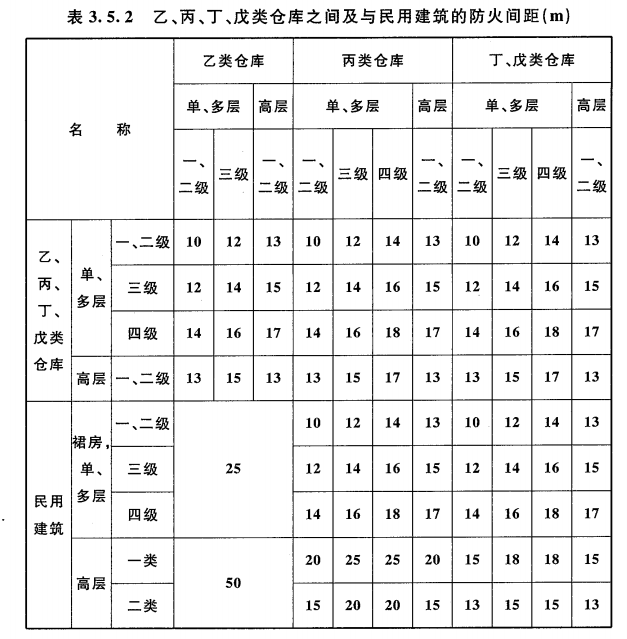 表 3.5.2 乙、丙、丁、戊类仓库之间及与民用建筑的防火间距(m)
名 称 乙类仓库 丙类仓库 丁、戊类仓库
单、多层 高层 单、多层 高层 单、多层 高层
一、二级 三级 一、二级 一、二级 三级 四级 一、二级 一、二级 三级 四级 一、二级
乙、丙、丁、戊类仓库 单、多层 一、二级 10 12 13 10 12 14 13 10 12 14 13
三级 12 14 15 12 14 16 15 12 14 16 15
四级 14 16 17 14 16 18 17 14 16 18 17
高层 一、二级 13 15 13 13 15 17 13 13 15 17 13
民用建筑 裙房,单、多层 一、二级 25 10 12 14 13 10 12 14 13
三级 12 14 16 15 12 14 16 15
四级 14 16 18 17 14 16 18 17
高层 一类 50 20 25 25 20 15 18 18 15
二类 15 20 20 15 13 15 15 13